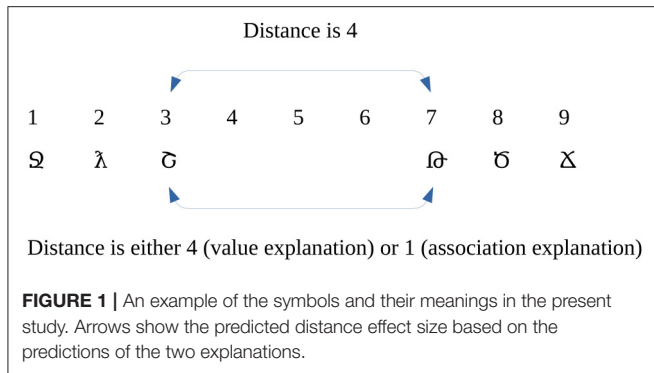 Distance is 4
1 2 3 4 5 6 7 8 9
Ձ ƛ Շ Թ Ծ Ճ
Distance is either 4 (value explanation) or 1 (association explanation)
FIGURE 1 | An example of the symbols and their meanings in the present
study. Arrows show the predicted distance effect size based on the
predictions of the two explanations.